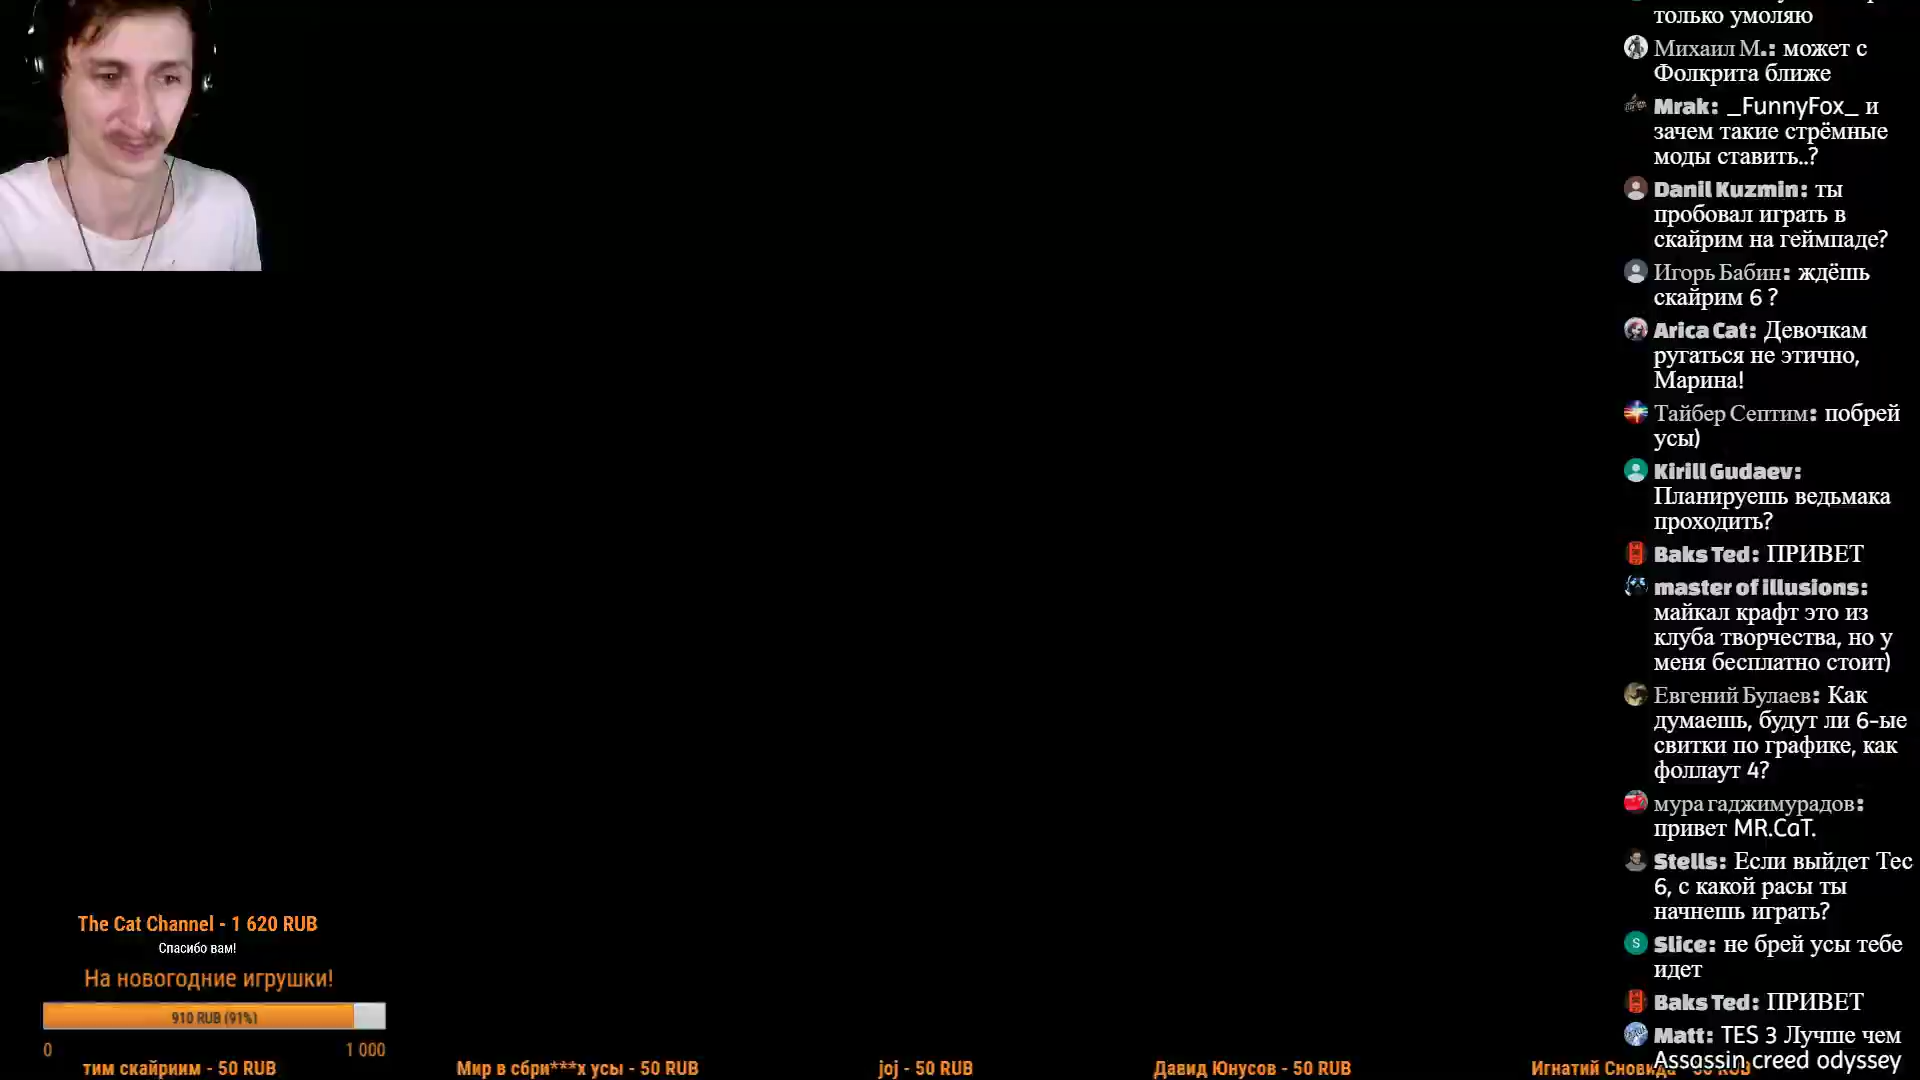 только умоляю
Михаил М.: может с
Фолкрита ближе
Mrak: _FunnyFox_ и
зачем такие стрёмные
моды ставить..?
Danil Kuzmin: ты
пробовал играть в
скайрим на геймпаде?
Игорь Бабин: ждёшь
скайрим 6 ?
Arica Cat: Девочкам
ругаться не этично,
Марина!
Тайбер Септим: побрей
усы)
Kirill Gudaev:
Планируешь ведьмака
проходить?
Baks Ted: ПРИВЕТ
master of illusions:
майкал крафт это из
клуба творчества, но у
меня бесплатно стоит)
Евгений Булаев: Как
думаешь, будут ли 6-ые
свитки по графике, как
фоллаут 4?
мура гаджимурадов:
привет MR.CaT.
Stells: Если выйдет Тес
6, с какой расы ты
начнешь играть?
Slice: не брей усы тебе
идет
Baks Ted: ПРИВЕТ
Matt: TES 3 Лучше чем
Assassin creed odyssey
The Cat Channel - 1 620 RUB
Спасибо вам!
На новогодние игрушки!
910 RUB (91%)
0 1 000
тим скайриим - 50 RUB
Мир в сбри***х усы - 50 RUB
joj - 50 RUB
Давид Юнусов - 50 RUB
Игнатий Сновида